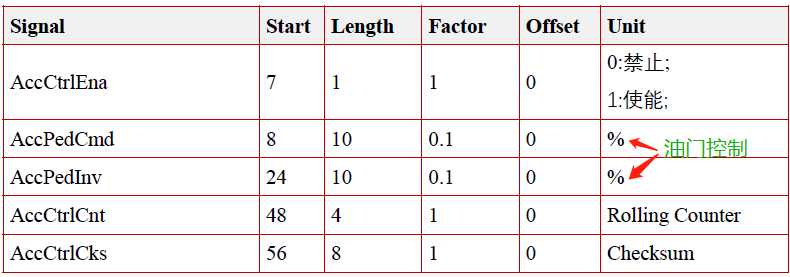 Signal Start Length Factor Offset Unit
AccCtrlEna 7 1 1 0 0:禁止;
1:使能;
AccPedCmd 8 10 0.1 0 %
油门控制
AccPedInv 24 10 0.1 0 %
AccCtrlCnt 48 4 1 0 Rolling Counter
AccCtrlCks 56 8 1 0 Checksum